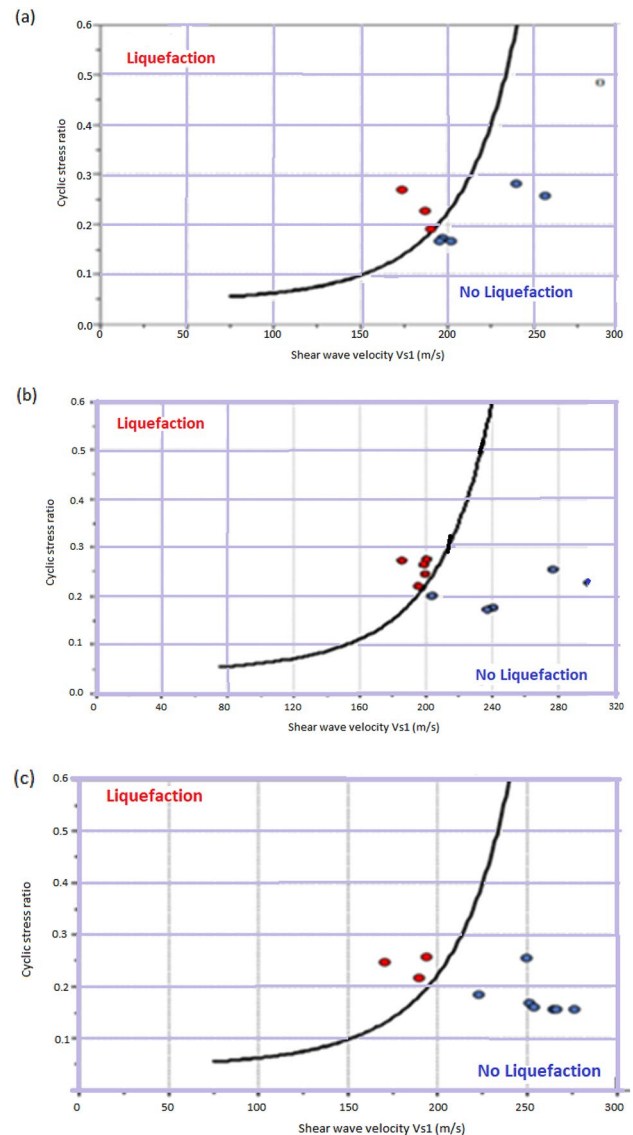 (a)
0.6
Liquefaction
0.5
0.4
Cyclic stress ratio
0.3
0.2
0.1
No Liquefaction
0.0
0
50
100
150
200
250
300
Shear wave velocity Vs1 (m/s)
(b)
0.6
Liquefaction
0.5
0.4
Cyclic stress ratio
0.3
0.2
0.1
No Liquefaction
0.0
0
40
80
120
160
200
240
280
320
Shear wave velocity Vs1 (m/s)
(c)
0.6
Liquefaction
0.5
0.4
Cyclic stress ratio
0.3
0.2
0.1
No Liquefaction
0
50
100
150
200
250
300
Shear wave velocity Vs1 (m/s)